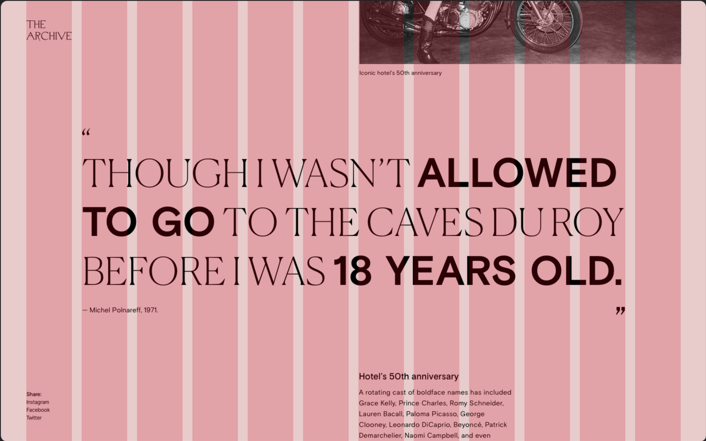 THE
ARCHIVE
Iconic hotel's 50th anniversary
“
THOUGH I WASN'T ALLOWED
TO GO TO THE CAVES DU ROY
BEFORE I WAS 18 YEARS OLD.
— Michel Polnareff, 1971.
”
Hotel's 50th anniversary
A rotating cast of boldface names has included
Grace Kelly, Prince Charles, Romy Schneider,
Lauren Bacall, Paloma Picasso, George
Clooney, Leonardo DiCaprio, Beyoncé, Patrick
Demarchelier, Naomi Campbell, and even
Share:
Instagram
Facebook
Twitter